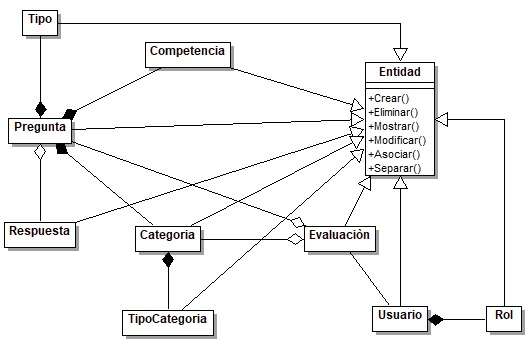 Tipo
Competencia
Entidad
+Crear()
+Eliminar()
+Mostrar()
+Modificar()
+Asociar()
+Separar()
Pregunta
Respuesta
Categoria
Evaluaciòn
TipoCategoria
Usuario
Rol